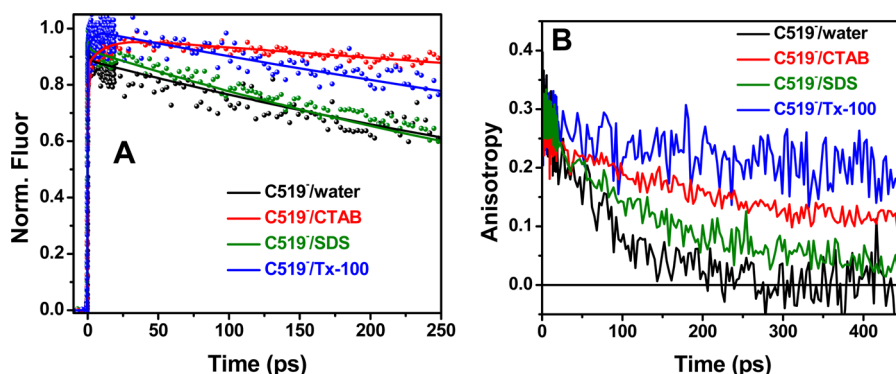 A
Norm. Fluor
1.0
0.8
0.6
0.4
0.2
0.0
C519⁻/water
C519⁻/CTAB
C519⁻/SDS
C519⁻/Tx-100
0 50 100 150 200 250
Time (ps)
B
Anisotropy
0.4
0.3
0.2
0.1
0.0
C519⁻/water
C519⁻/CTAB
C519⁻/SDS
C519⁻/Tx-100
0 100 200 300 400
Time (ps)